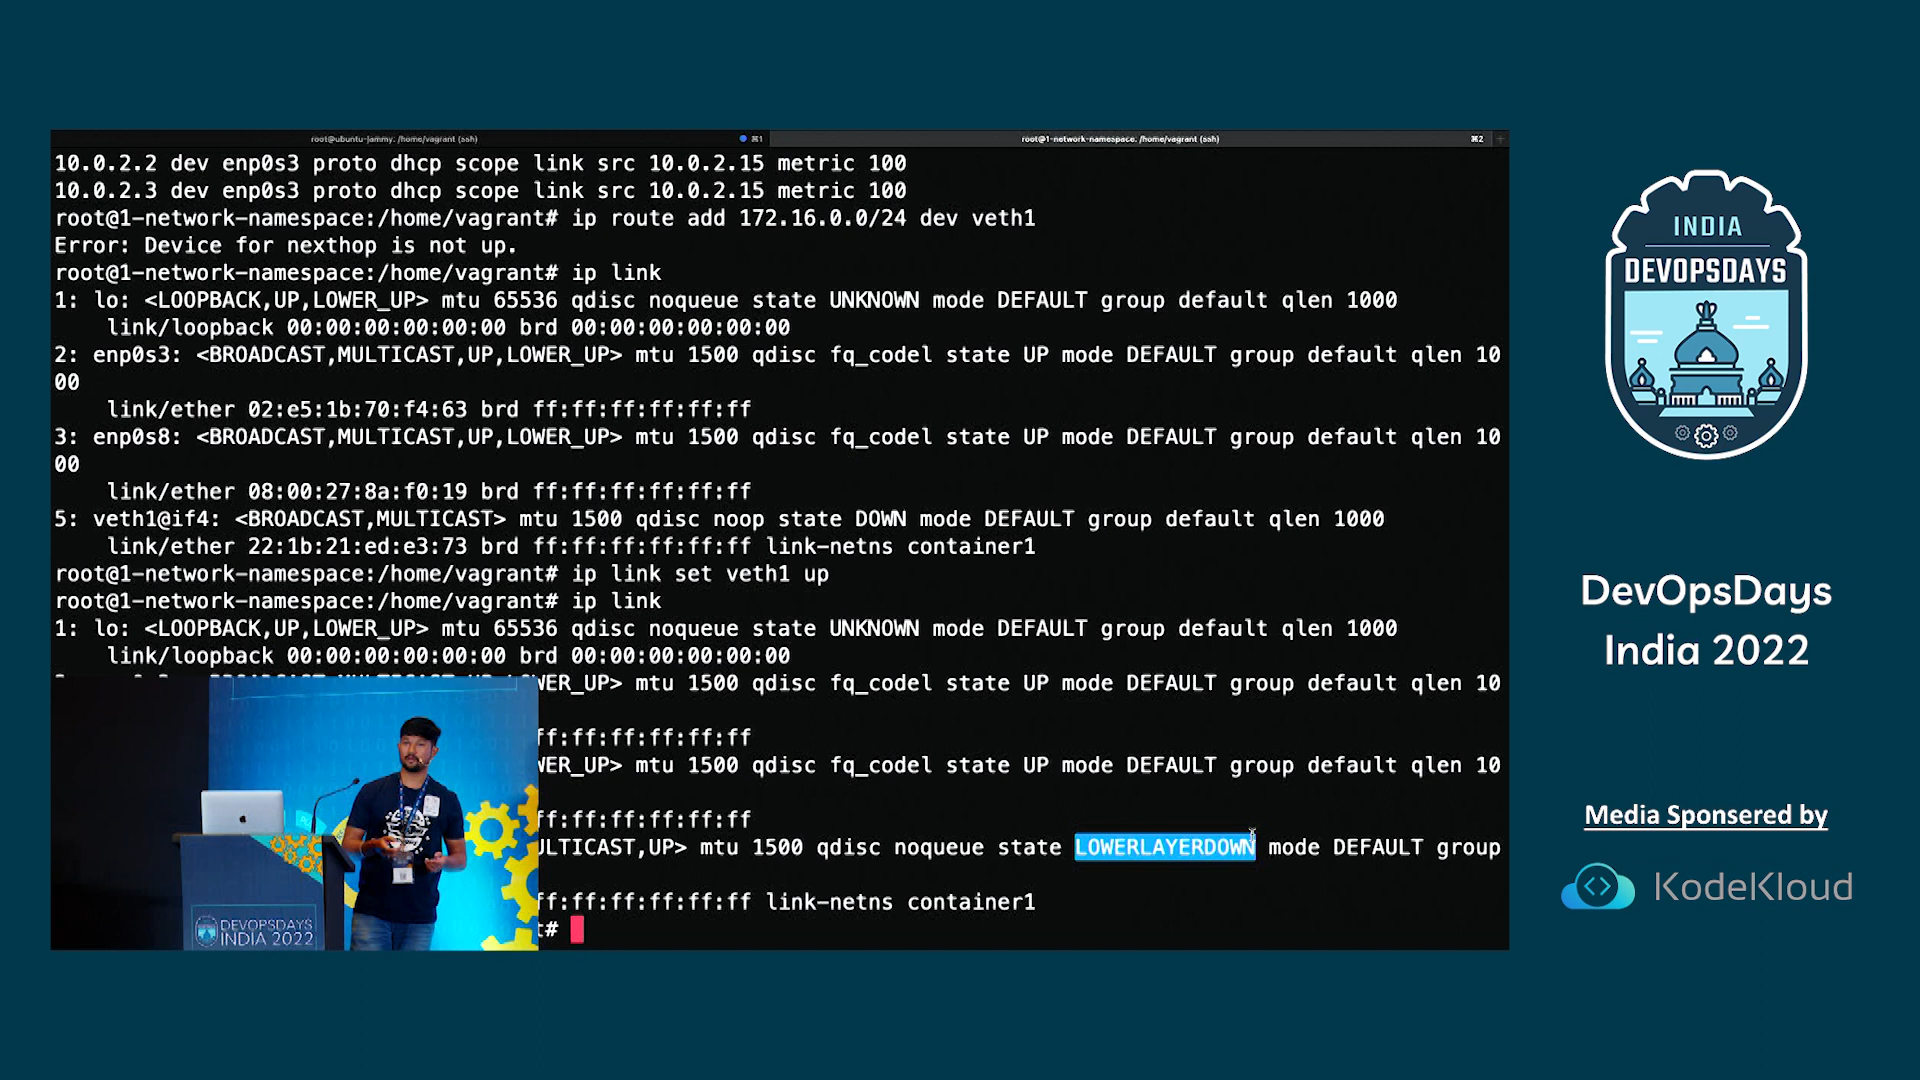 root@ubuntu-jammy: /home/vagrant (ssh)
⌘1
root@1-network-namespace: /home/vagrant (ssh)
⌘2
10.0.2.2 dev enp0s3 proto dhcp scope link src 10.0.2.15 metric 100
10.0.2.3 dev enp0s3 proto dhcp scope link src 10.0.2.15 metric 100
root@1-network-namespace:/home/vagrant# ip route add 172.16.0.0/24 dev veth1
Error: Device for nexthop is not up.
root@1-network-namespace:/home/vagrant# ip link
1: lo: <LOOPBACK,UP,LOWER_UP> mtu 65536 qdisc noqueue state UNKNOWN mode DEFAULT group default qlen 1000
link/loopback 00:00:00:00:00:00 brd 00:00:00:00:00:00
2: enp0s3: <BROADCAST,MULTICAST,UP,LOWER_UP> mtu 1500 qdisc fq_codel state UP mode DEFAULT group default qlen 10
00
link/ether 02:e5:1b:70:f4:63 brd ff:ff:ff:ff:ff:ff
3: enp0s8: <BROADCAST,MULTICAST,UP,LOWER_UP> mtu 1500 qdisc fq_codel state UP mode DEFAULT group default qlen 10
00
link/ether 08:00:27:8a:f0:19 brd ff:ff:ff:ff:ff:ff
5: veth1@if4: <BROADCAST,MULTICAST> mtu 1500 qdisc noop state DOWN mode DEFAULT group default qlen 1000
link/ether 22:1b:21:ed:e3:73 brd ff:ff:ff:ff:ff:ff link-netns container1
root@1-network-namespace:/home/vagrant# ip link set veth1 up
root@1-network-namespace:/home/vagrant# ip link
1: lo: <LOOPBACK,UP,LOWER_UP> mtu 65536 qdisc noqueue state UNKNOWN mode DEFAULT group default qlen 1000
link/loopback 00:00:00:00:00:00 brd 00:00:00:00:00:00
WER_UP> mtu 1500 qdisc fq_codel state UP mode DEFAULT group default qlen 10
ff:ff:ff:ff:ff:ff
WER_UP> mtu 1500 qdisc fq_codel state UP mode DEFAULT group default qlen 10
ff:ff:ff:ff:ff:ff
ULTICAST,UP> mtu 1500 qdisc noqueue state LOWERLAYERDOWN mode DEFAULT group
ff:ff:ff:ff:ff:ff link-netns container1
t#
DEVOPSDAYS
INDIA 2022
INDIA
DEVOPSDAYS
DevOpsDays
India 2022
Media Sponsered by
KodeKloud